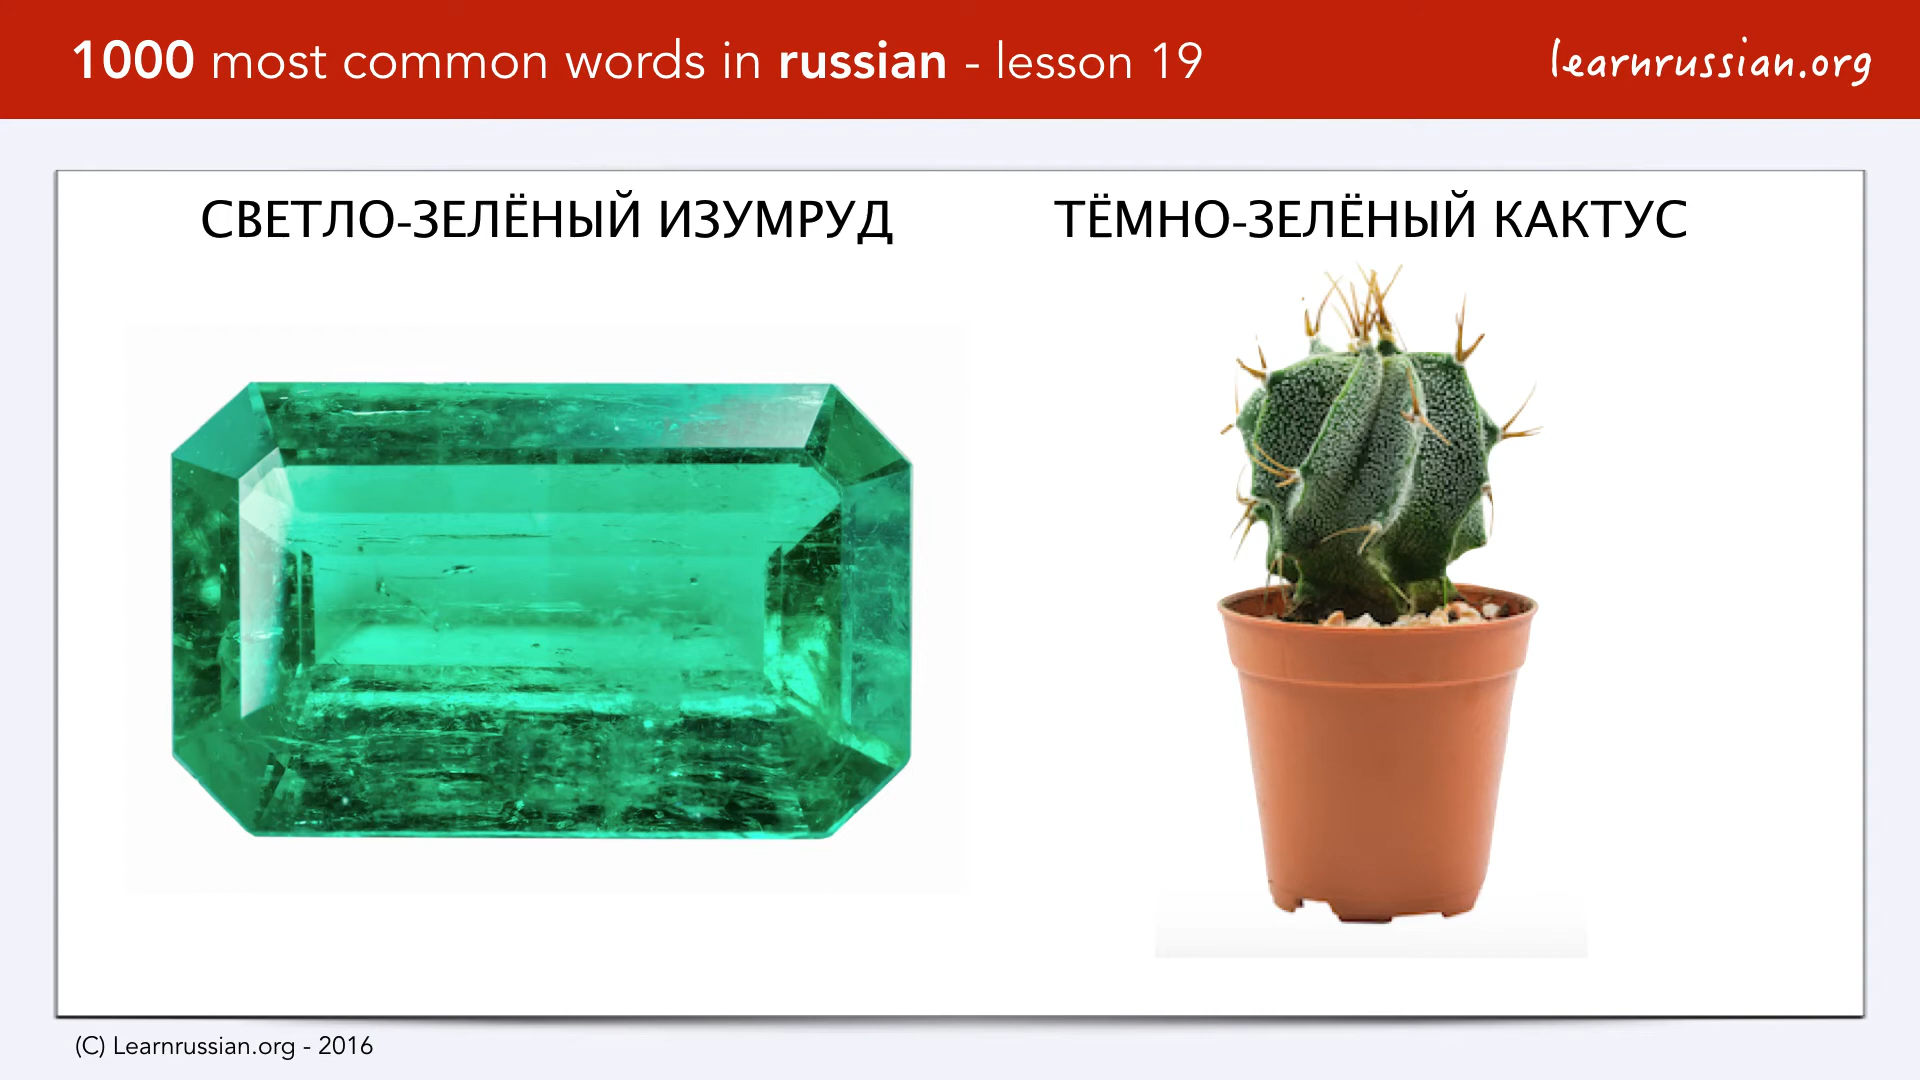 1000 most common words in russian - lesson 19
learnrussian.org
СВЕТЛО-ЗЕЛЁНЫЙ ИЗУМРУД
ТЁМНО-ЗЕЛЁНЫЙ КАКТУС
(C) Learnrussian.org - 2016